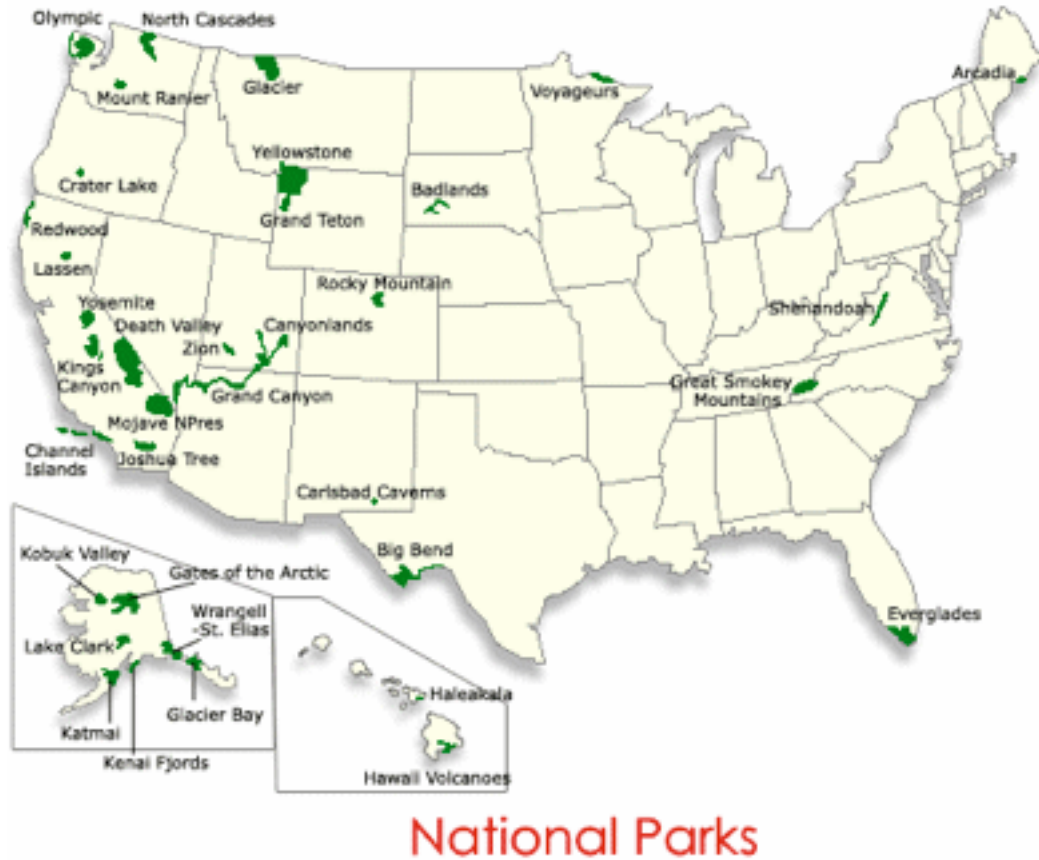 Olympic
North Cascades
Mount Ranier
Glacier
Voyageurs
Arcadia
Crater Lake
Yellowstone
Grand Teton
Badlands
Redwood
Lassen
Rocky Mountain
Yosemite
Death Valley
Canyonlands
Zion
Shenandoah
Kings
Canyon
Grand Canyon
Great Smokey
Mountains
Mojave NPres
Channel
Islands
Joshua Tree
Carlsbad Caverns
Big Bend
Everglades
Kobuk Valley
Gates of the Arctic
Wrangell
-St. Elias
Lake Clark
Glacier Bay
Katmai
Kenai Fjords
Haleakala
Hawaii Volcanoes
National Parks